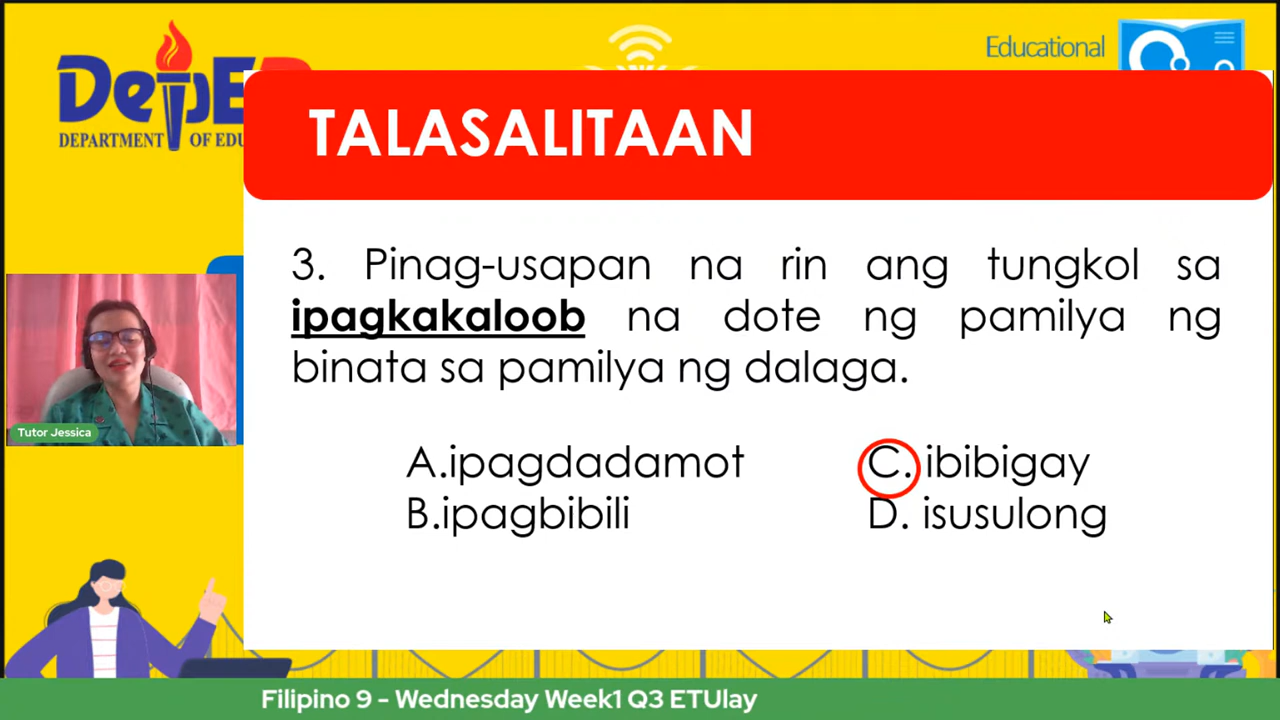 DepE
DEPARTMENT OF EDU
Educational
TALASALITAAN
3. Pinag-usapan na rin ang tungkol sa
ipagkakaloob na dote ng pamilya ng
binata sa pamilya ng dalaga.
A.ipagdadamot
B.ipagbibili
C. ibibigay
D. isusulong
Tutor Jessica
Filipino 9 - Wednesday Week1 Q3 ETUlay